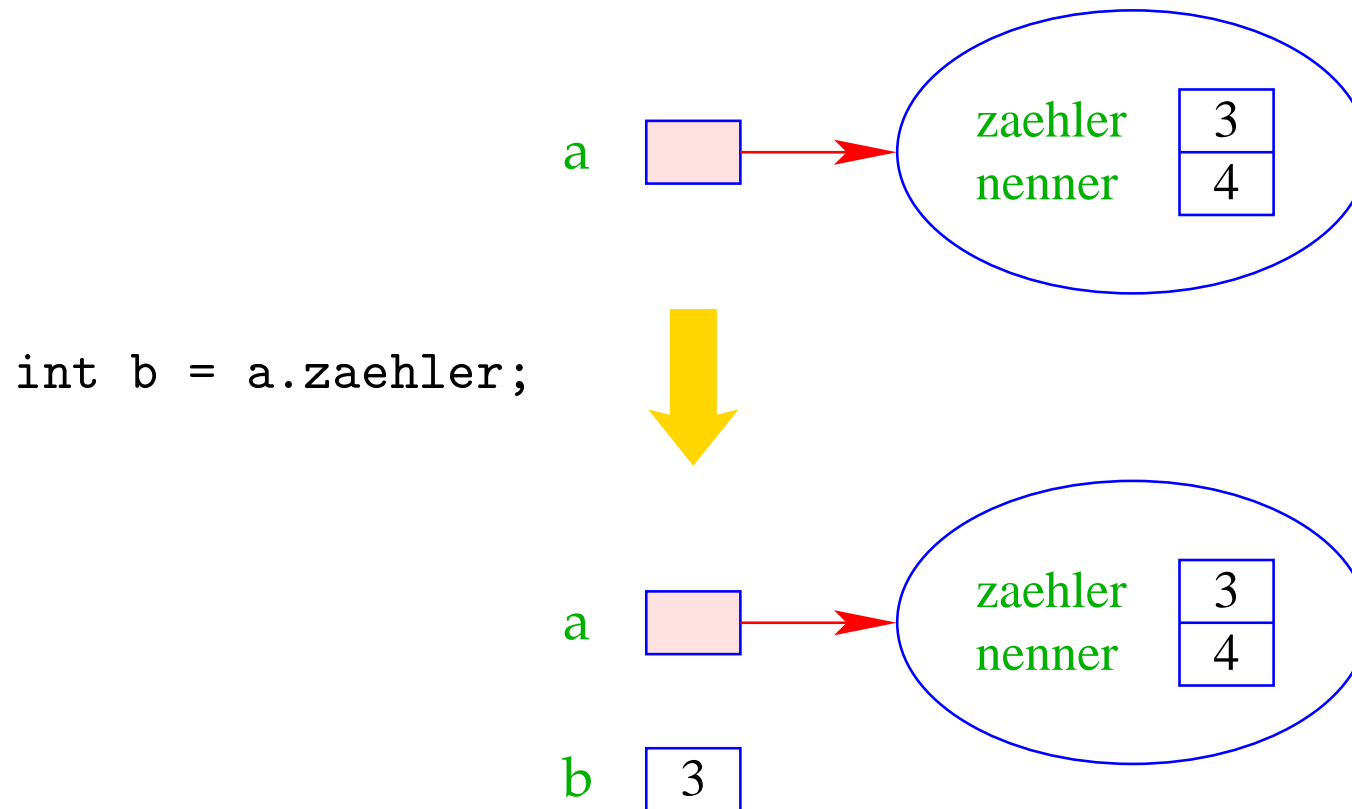 a
zaehler 3
nenner 4
int b = a.zaehler;
a
zaehler 3
nenner 4
b 3